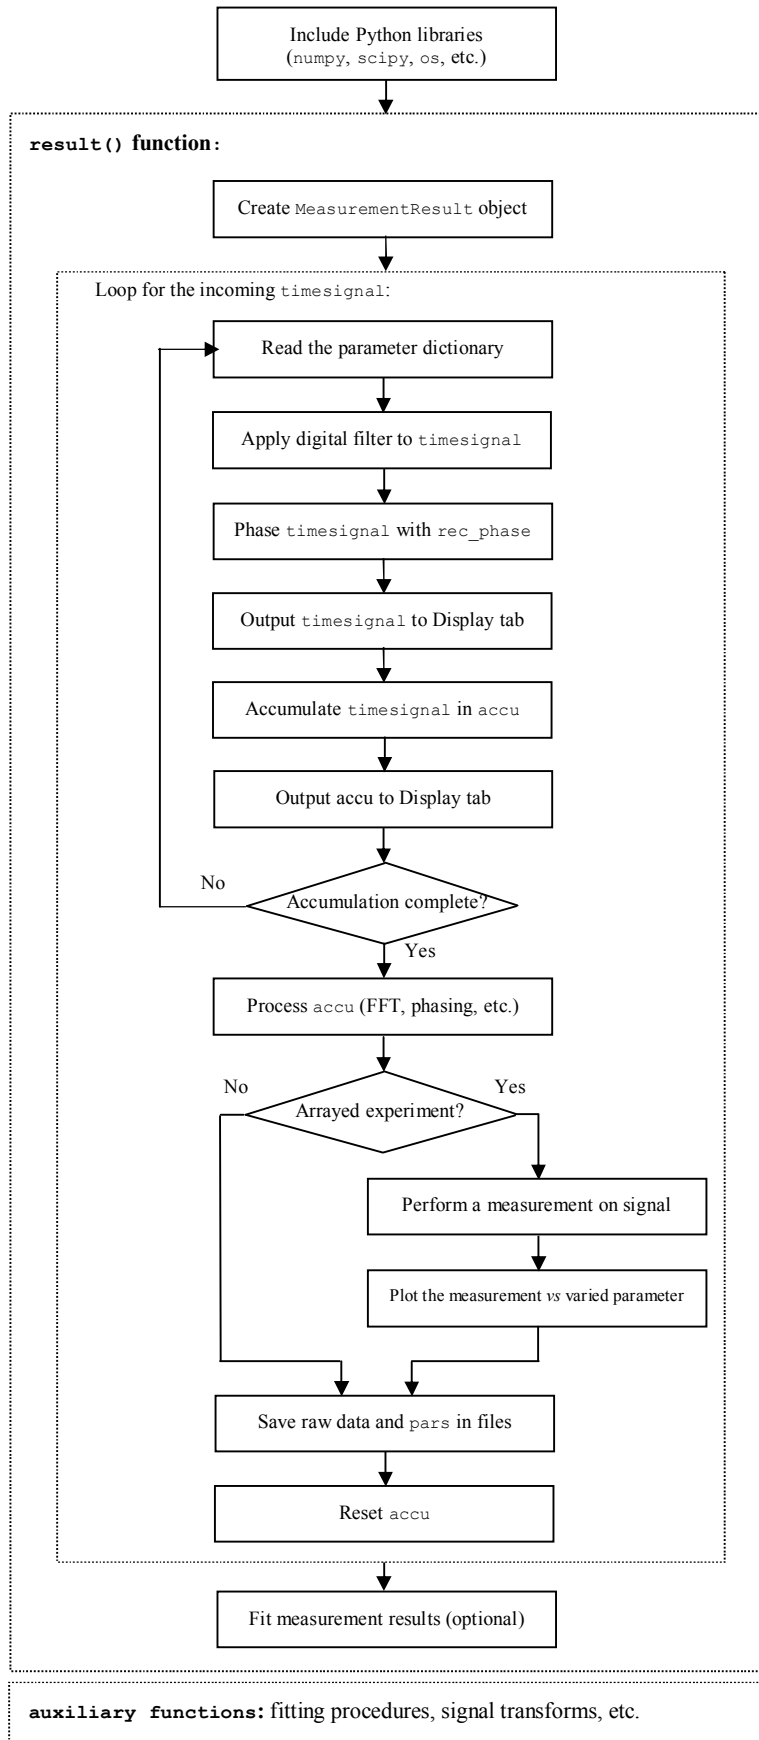 Include Python libraries
(numpy, scipy, os, etc.)
result() function:
Create MeasurementResult object
Loop for the incoming timesignal:
Read the parameter dictionary
Apply digital filter to timesignal
Phase timesignal with rec_phase
Output timesignal to Display tab
Accumulate timesignal in accu
Output accu to Display tab
No
Accumulation complete?
Yes
Process accu (FFT, phasing, etc.)
No
Yes
Arrayed experiment?
Perform a measurement on signal
Plot the measurement vs varied parameter
Save raw data and pars in files
Reset accu
Fit measurement results (optional)
auxiliary functions: fitting procedures, signal transforms, etc.